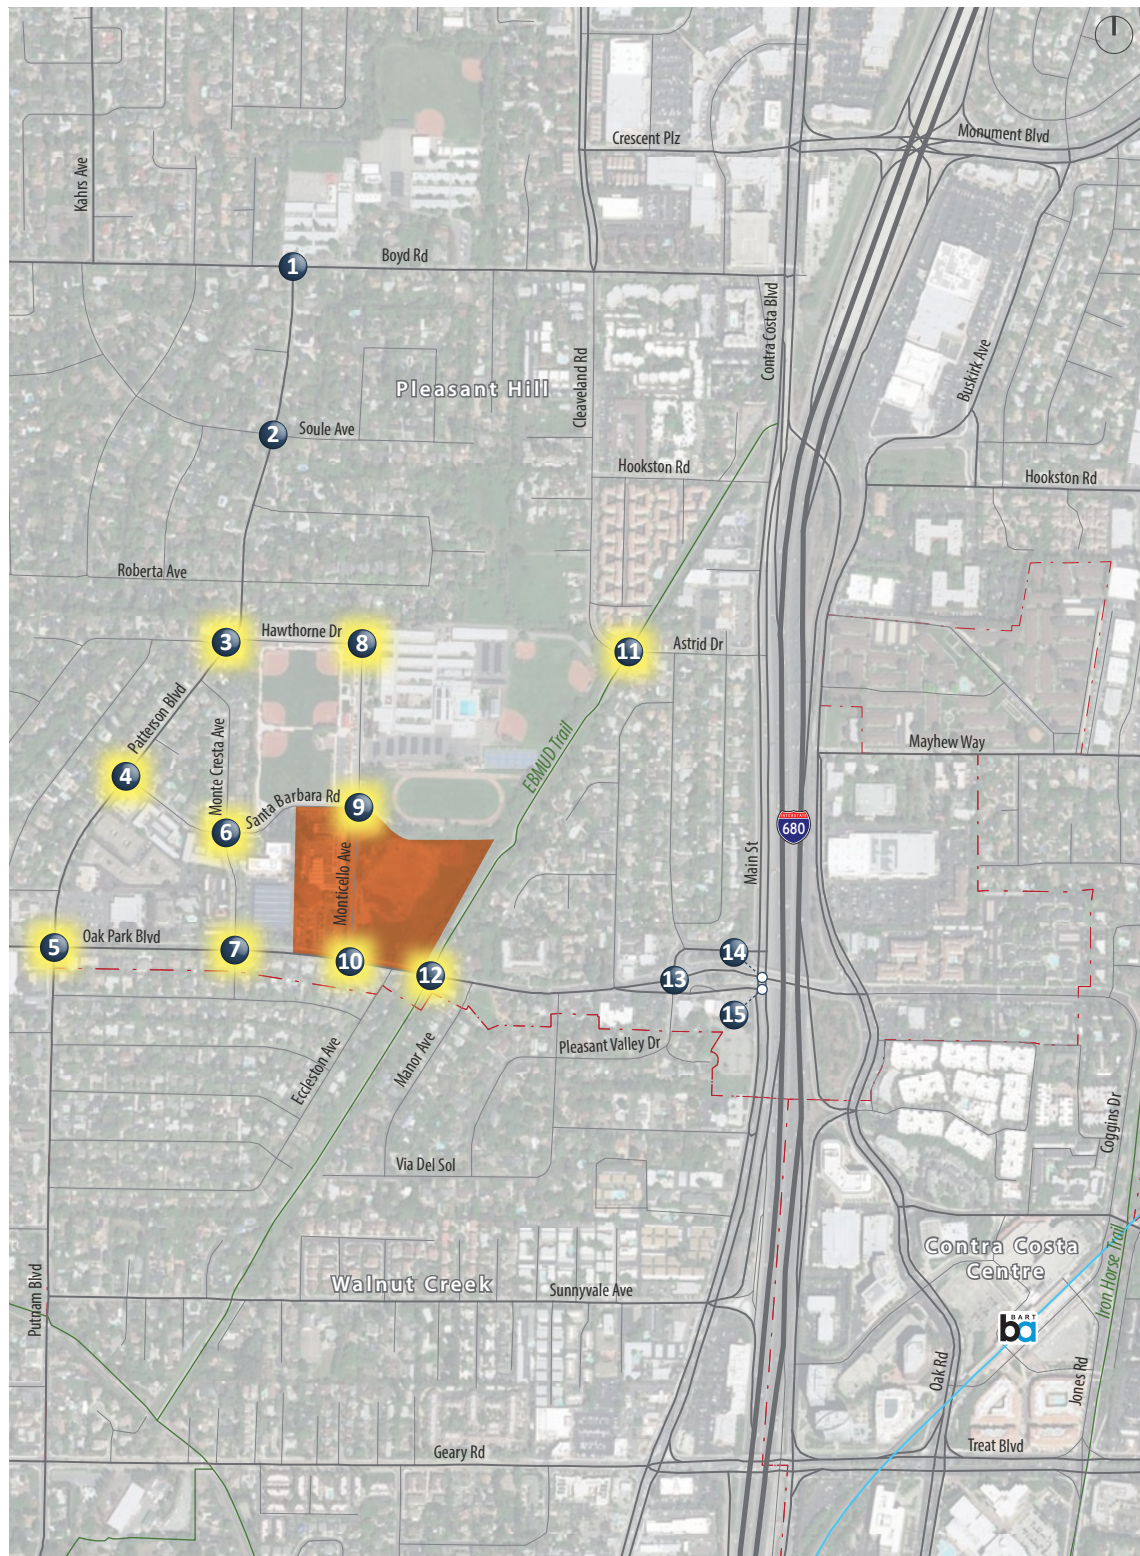 Crescent Plz
Monument Blvd
Kahrs Ave
Boyd Rd
1
Contra Costa Blvd
Cleaveland Rd
Buskirk Ave
Pleasant Hill
2
Soule Ave
Hookston Rd
Hookston Rd
Roberta Ave
3
Hawthorne Dr
8
11
Astrid Dr
Patterson Blvd
Monte Cresta Ave
EBMUD Trail
Mayhew Way
4
Santa Barbara Rd
9
6
INTERSTATE
680
Main St
Monticello Ave
5
Oak Park Blvd
7
10
12
13
14
15
Pleasant Valley Dr
Eccleston Ave
Manor Ave
Coggins Dr
Via Del Sol
Contra Costa
Centre
Iron Horse Trail
Walnut Creek
Sunnyvale Ave
Putnam Blvd
BART
ba
Oak Rd
Jones Rd
Geary Rd
Treat Blvd